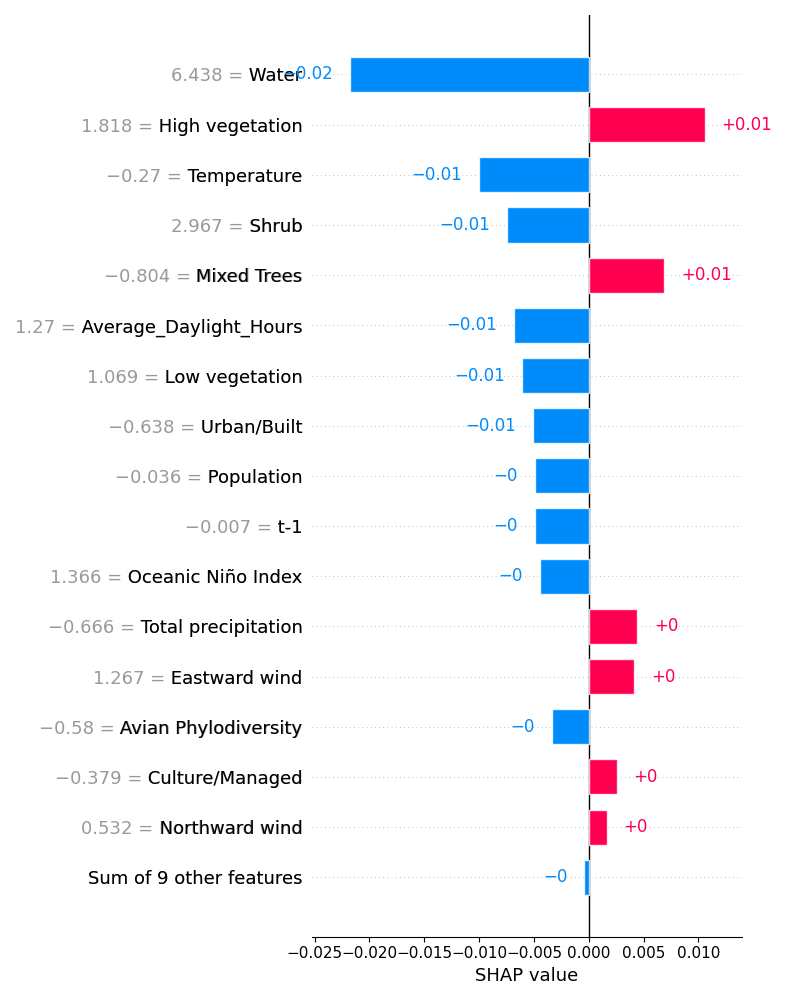 6.438 = Water −0.02
1.818 = High vegetation +0.01
−0.27 = Temperature −0.01
2.967 = Shrub −0.01
−0.804 = Mixed Trees +0.01
1.27 = Average_Daylight_Hours −0.01
1.069 = Low vegetation −0.01
−0.638 = Urban/Built −0.01
−0.036 = Population −0
−0.007 = t-1 −0
1.366 = Oceanic Niño Index −0
−0.666 = Total precipitation +0
1.267 = Eastward wind +0
−0.58 = Avian Phylodiversity −0
−0.379 = Culture/Managed +0
0.532 = Northward wind +0
Sum of 9 other features −0
−0.025 −0.020 −0.015 −0.010 −0.005 0.000 0.005 0.010
SHAP value